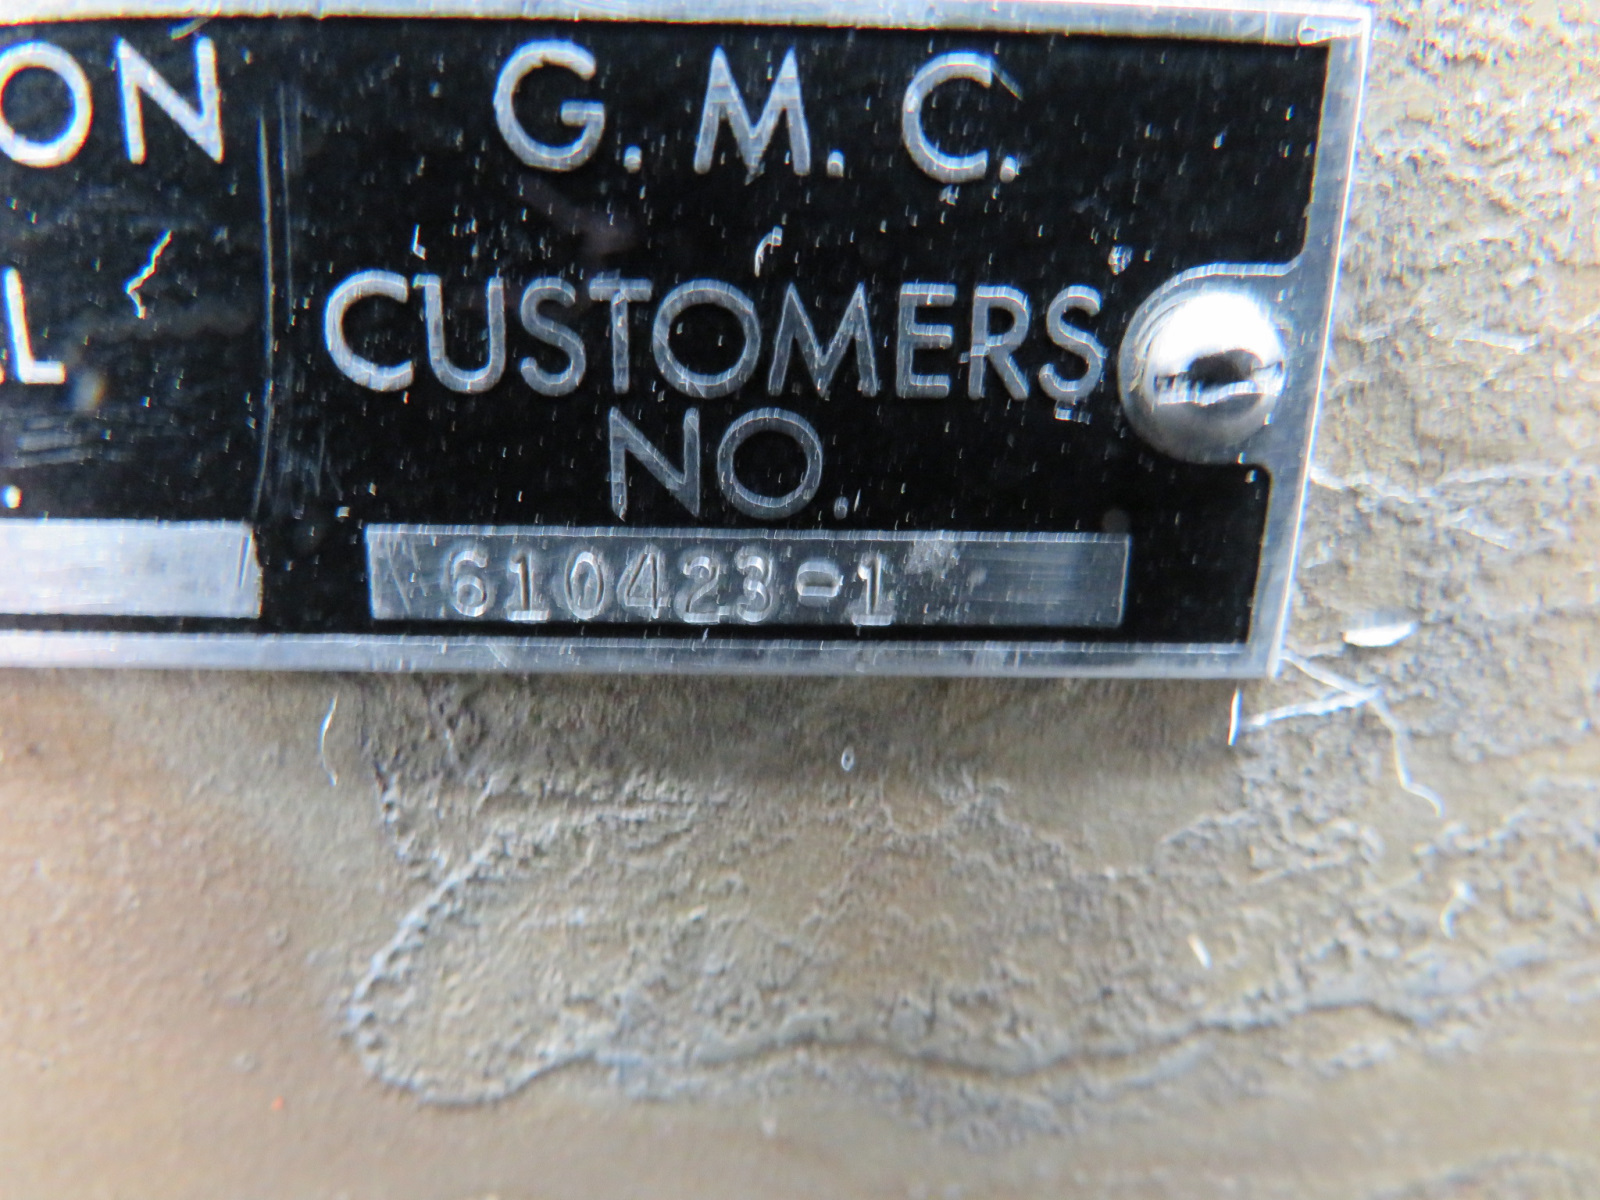 ON G. M. C.
L CUSTOMERS
NO.
610423-1